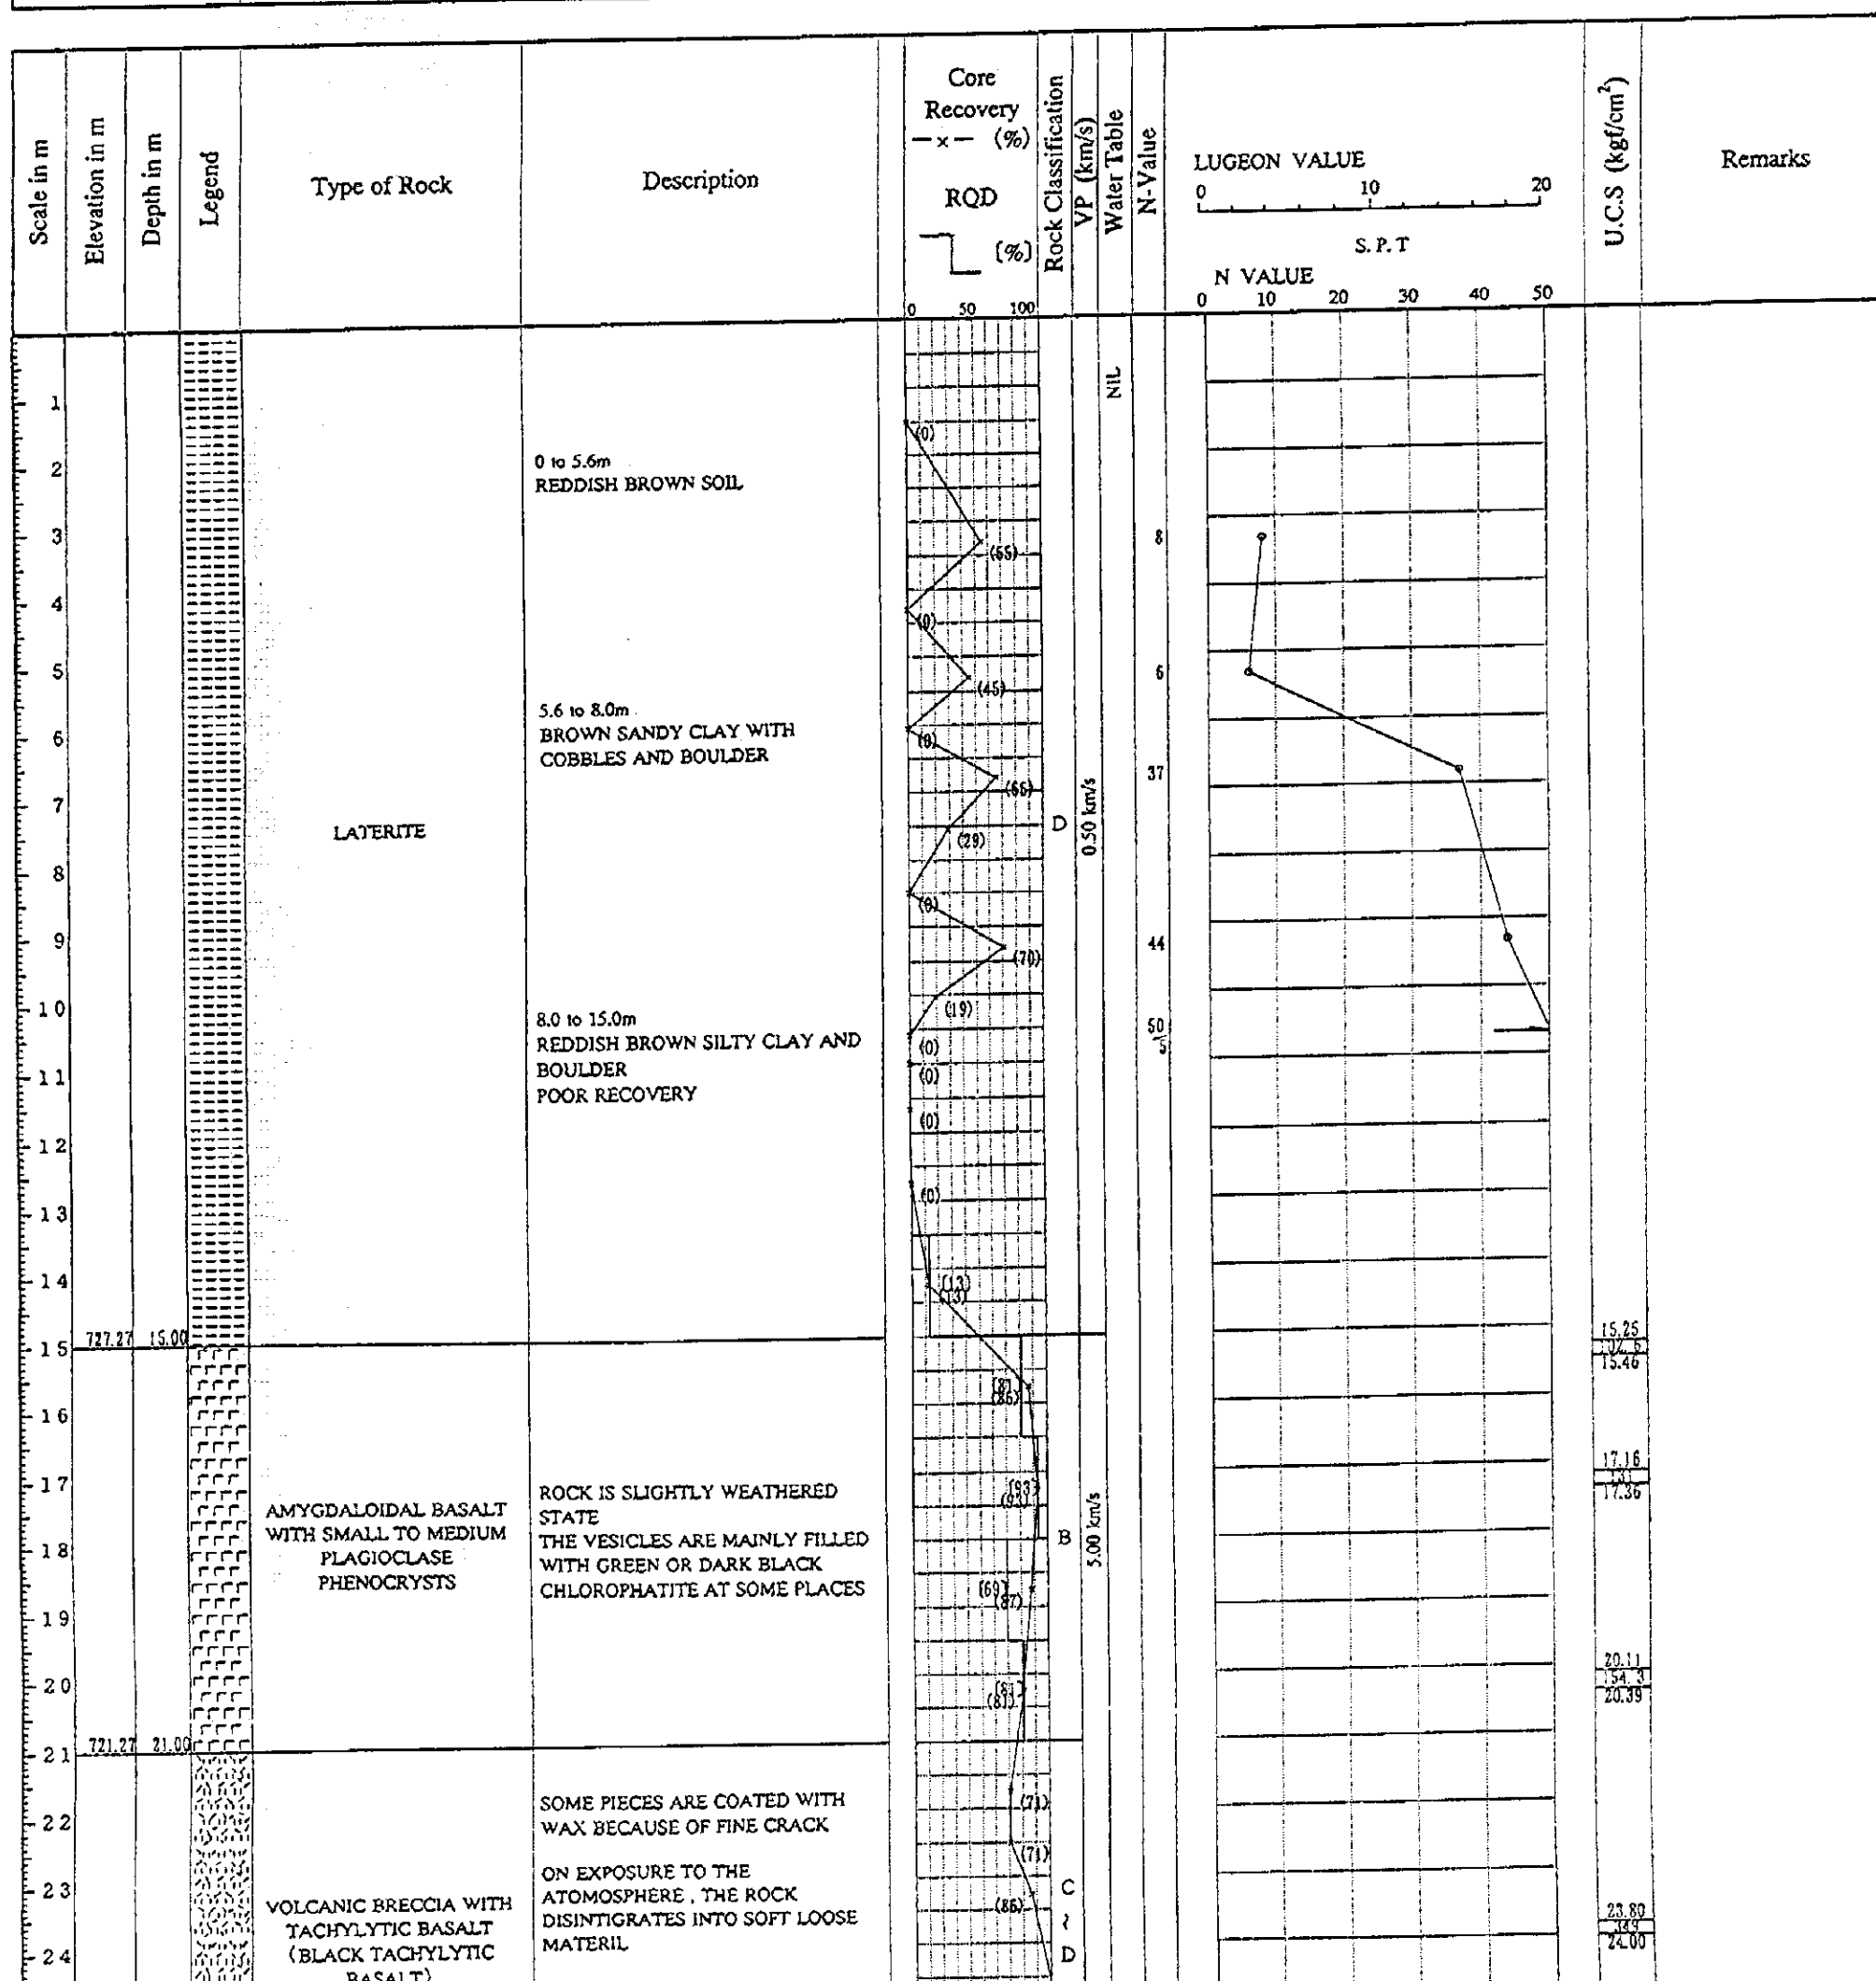 Scale in m
Elevation in m
Depth in m
Legend
Type of Rock
Description
Core
Recovery
—x— (%)
RQD
[%]
0 50 100
Rock Classification
VP (km/s)
Water Table
N-Value
LUGEON VALUE
0 10 20
S.P.T
N VALUE
0 10 20 30 40 50
U.C.S (kgf/cm²)
Remarks
1
2
3
4
5
6
7
8
9
10
11
12
13
14
15
16
17
18
19
20
21
22
23
24
727.27 15.00
721.27 21.00
LATERITE
AMYGDALOIDAL BASALT
WITH SMALL TO MEDIUM
PLAGIOCLASE
PHENOCRYSTS
VOLCANIC BRECCIA WITH
TACHYLYTIC BASALT
(BLACK TACHYLYTIC
BASALT)
0 to 5.6m
REDDISH BROWN SOIL
5.6 to 8.0m
BROWN SANDY CLAY WITH
COBBLES AND BOULDER
8.0 to 15.0m
REDDISH BROWN SILTY CLAY AND
BOULDER
POOR RECOVERY
ROCK IS SLIGHTLY WEATHERED
STATE
THE VESICLES ARE MAINLY FILLED
WITH GREEN OR DARK BLACK
CHLOROPHATITE AT SOME PLACES
SOME PIECES ARE COATED WITH
WAX BECAUSE OF FINE CRACK
ON EXPOSURE TO THE
ATOMOSPHERE , THE ROCK
DISINTIGRATES INTO SOFT LOOSE
MATERIL
(0)
(55)
(0)
(45)
(0)
(66)
(29)
(0)
(70)
(19)
(0)
(0)
(0)
(0)
(13)
(13)
(86)
[93]
(93)
[69]
(87)
(81)
(71)
(71)
(86)
D
B
C
~
D
0.50 km/s
5.00 km/s
NIL
8
6
37
44
50
5
15.25
102.6
15.46
17.16
131
17.36
20.11
154.3
20.39
23.80
349
24.00